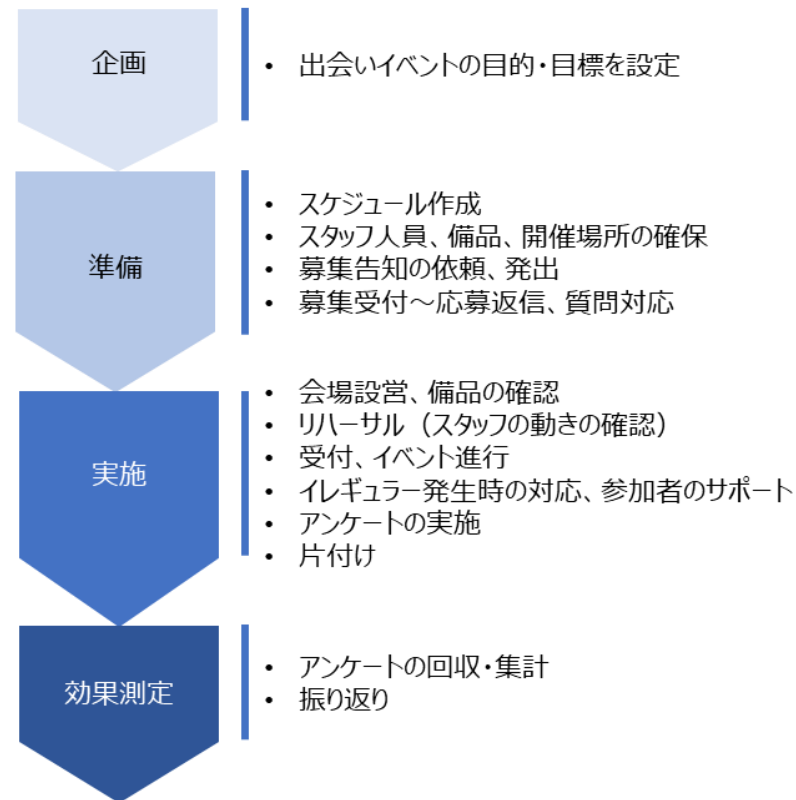 企画
• 出会いイベントの目的・目標を設定
準備
• スケジュール作成
• スタッフ人員、備品、開催場所の確保
• 募集告知の依頼、発出
• 募集受付～応募返信、質問対応
実施
• 会場設営、備品の確認
• リハーサル（スタッフの動きの確認）
• 受付、イベント進行
• イレギュラー発生時の対応、参加者のサポート
• アンケートの実施
• 片付け
効果測定
• アンケートの回収・集計
• 振り返り